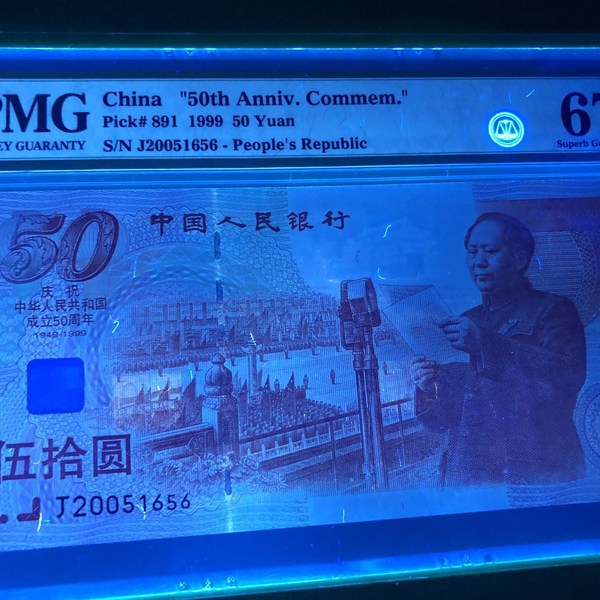 PMG
China "50th Anniv. Commem."
Pick# 891 1999 50 Yuan
EY GUARANTY
S/N J20051656 - People's Republic
67
Superb G
50
中国人民银行
庆祝
中华人民共和国
成立50周年
1949-1999
伍拾圆
J20051656